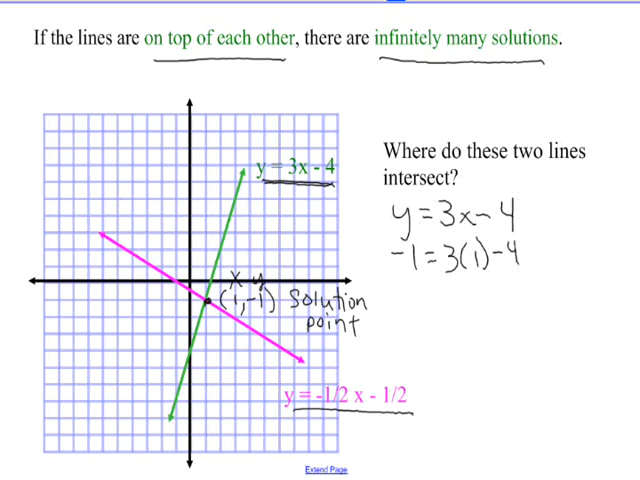 If the lines are on top of each other, there are infinitely many solutions.
y = 3x - 4
Where do these two lines
intersect?
y = 3x - 4
-1 = 3(1) - 4
x y
(1, -1) Solution
point
y = -1/2 x - 1/2
Extend Page